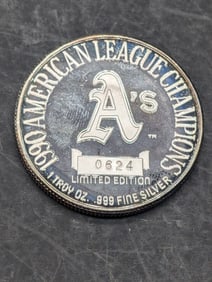 1990 AMERICAN LEAGUE CHAMPIONS
A's
TM
0624
LIMITED EDITION
1 TROY OZ. .999 FINE SILVER